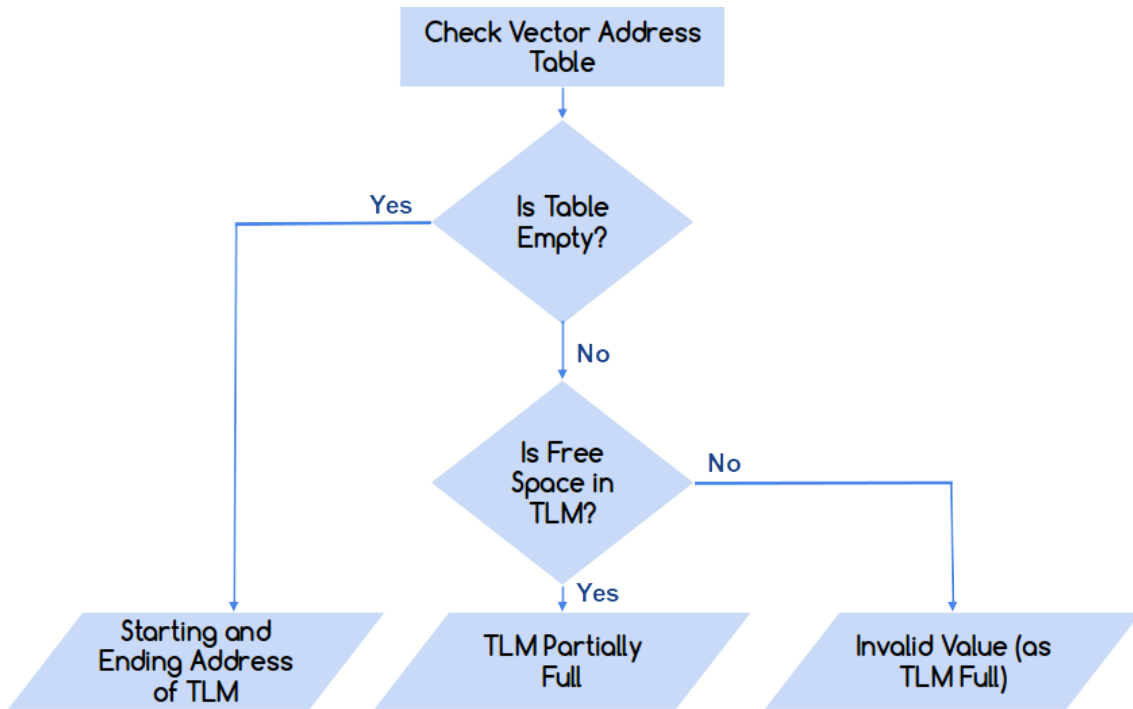 Check Vector Address
Table
Yes
Is Table
Empty?
No
Is Free
Space in
TLM?
No
Yes
Starting and
Ending Address
of TLM
TLM Partially
Full
Invalid Value (as
TLM Full)